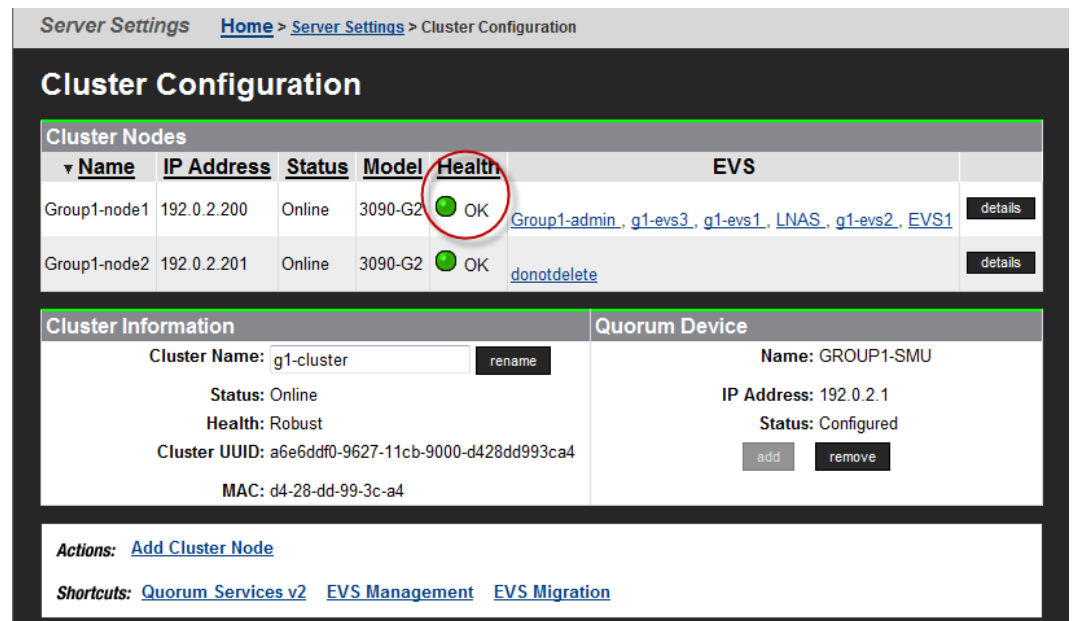 Server Settings Home > Server Settings > Cluster Configuration
Cluster Configuration
Cluster Nodes
▼ Name IP Address Status Model Health EVS
Group1-node1 192.0.2.200 Online 3090-G2 OK Group1-admin , g1-evs3 , g1-evs1 , LNAS , g1-evs2 , EVS1 details
Group1-node2 192.0.2.201 Online 3090-G2 OK donotdelete details
Cluster Information
Cluster Name: g1-cluster rename
Status: Online
Health: Robust
Cluster UUID: a6e6ddf0-9627-11cb-9000-d428dd993ca4
MAC: d4-28-dd-99-3c-a4
Quorum Device
Name: GROUP1-SMU
IP Address: 192.0.2.1
Status: Configured
add remove
Actions: Add Cluster Node
Shortcuts: Quorum Services v2 EVS Management EVS Migration